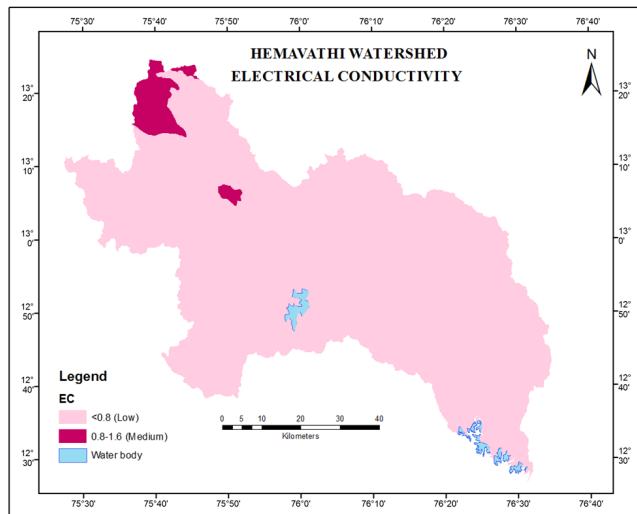 75°30' 75°40' 75°50' 76°0' 76°10' 76°20' 76°30' 76°40'
HEMAVATHI WATERSHED
ELECTRICAL CONDUCTIVITY
N
13°
20'
13°
20'
13°
10'
13°
10'
13°
0'
13°
0'
12°
50'
12°
50'
12°
40'
12°
40'
12°
30'
12°
30'
Legend
EC
<0.8 (Low)
0.8-1.6 (Medium)
Water body
0 5 10 20 30 40
Kilometers
75°30' 75°40' 75°50' 76°0' 76°10' 76°20' 76°30' 76°40'